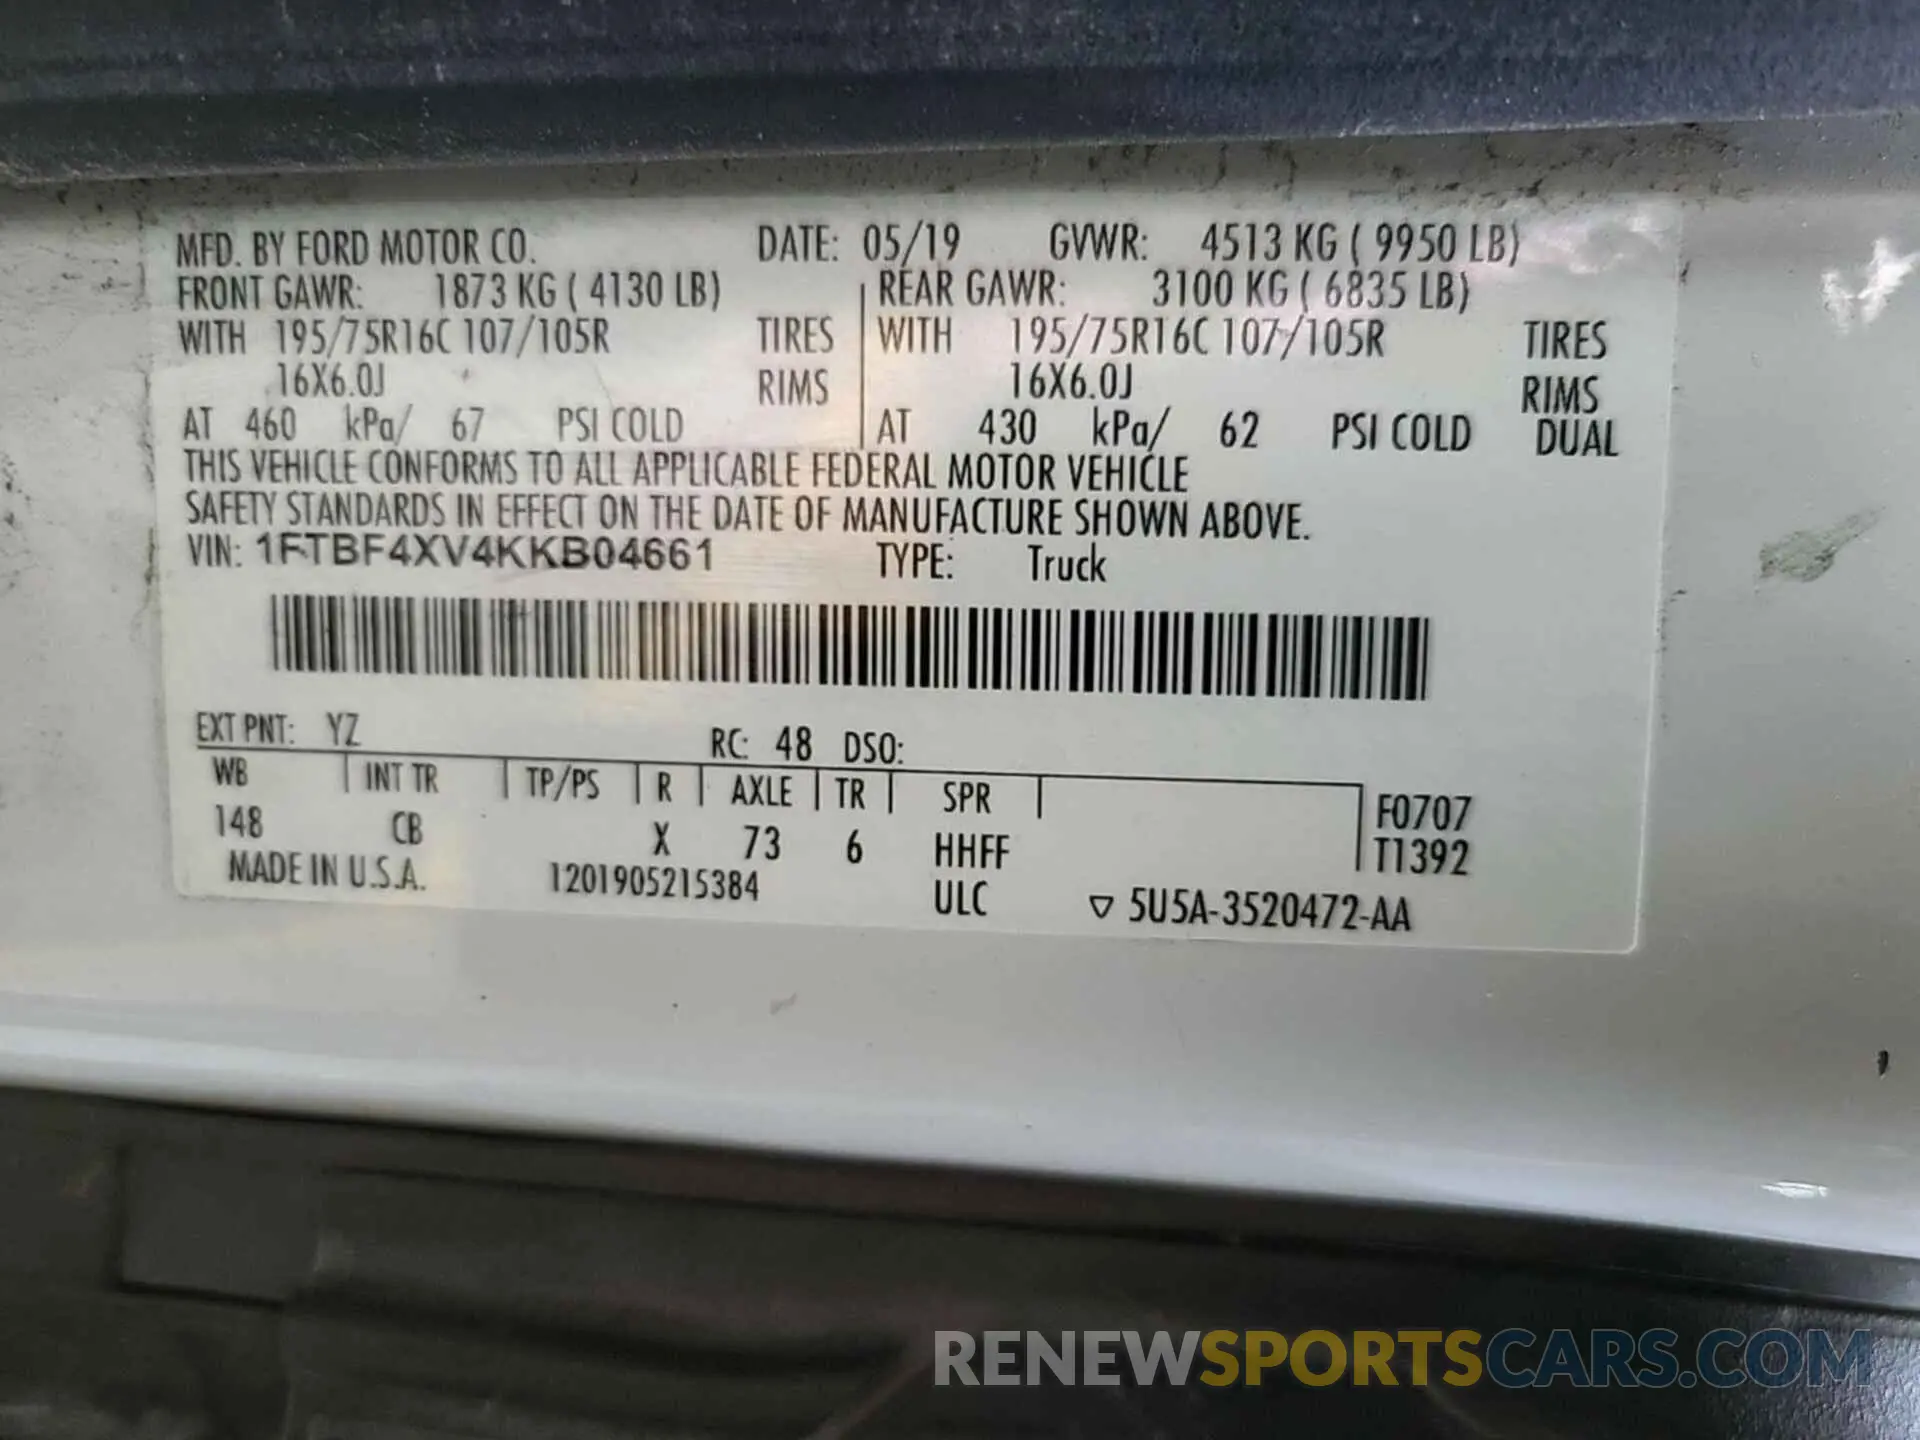 MFD. BY FORD MOTOR CO. DATE: 05/19 GVWR: 4513 KG ( 9950 LB)
FRONT GAWR: 1873 KG ( 4130 LB) REAR GAWR: 3100 KG ( 6835 LB)
WITH 195/75R16C 107/105R TIRES WITH 195/75R16C 107/105R TIRES
16X6.0J RIMS 16X6.0J RIMS
AT 460 kPa/ 67 PSI COLD AT 430 kPa/ 62 PSI COLD DUAL
THIS VEHICLE CONFORMS TO ALL APPLICABLE FEDERAL MOTOR VEHICLE
SAFETY STANDARDS IN EFFECT ON THE DATE OF MANUFACTURE SHOWN ABOVE.
VIN: 1FTBF4XV4KKB04661 TYPE: Truck
EXT PNT: YZ RC: 48 DSO:
WB INT TR TP/PS R AXLE TR SPR F0707
148 CB X 73 6 HHFF T1392
MADE IN U.S.A. 1201905215384 ULC ▽ 5U5A-3520472-AA
RENEWSPORTSCARS.COM